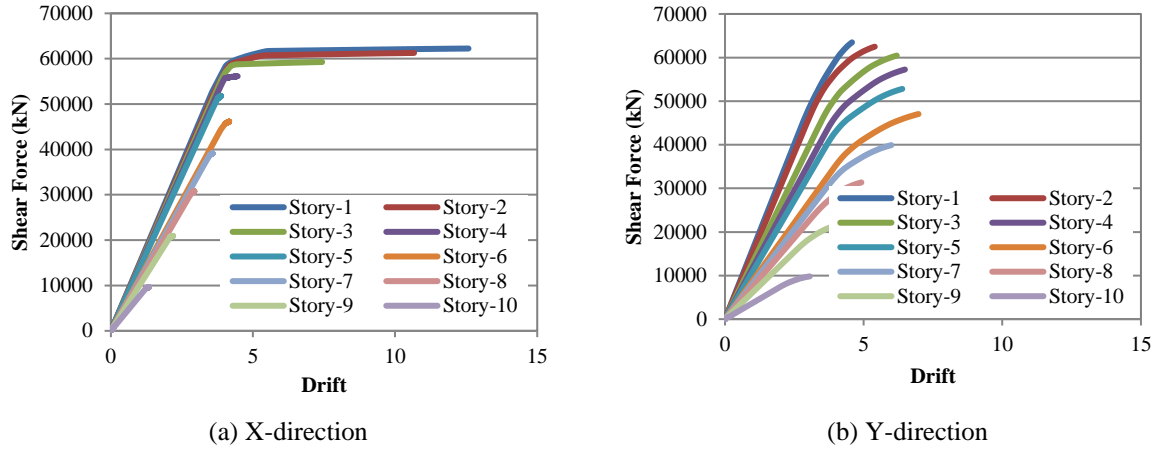 70000
60000
50000
40000
30000
20000
10000
0
Shear Force (kN)
Story-1 Story-2
Story-3 Story-4
Story-5 Story-6
Story-7 Story-8
Story-9 Story-10
0 5 10 15
Drift
(a) X-direction
70000
60000
50000
40000
30000
20000
10000
0
Shear Force (kN)
Story-1 Story-2
Story-3 Story-4
Story-5 Story-6
Story-7 Story-8
Story-9 Story-10
0 5 10 15
Drift
(b) Y-direction